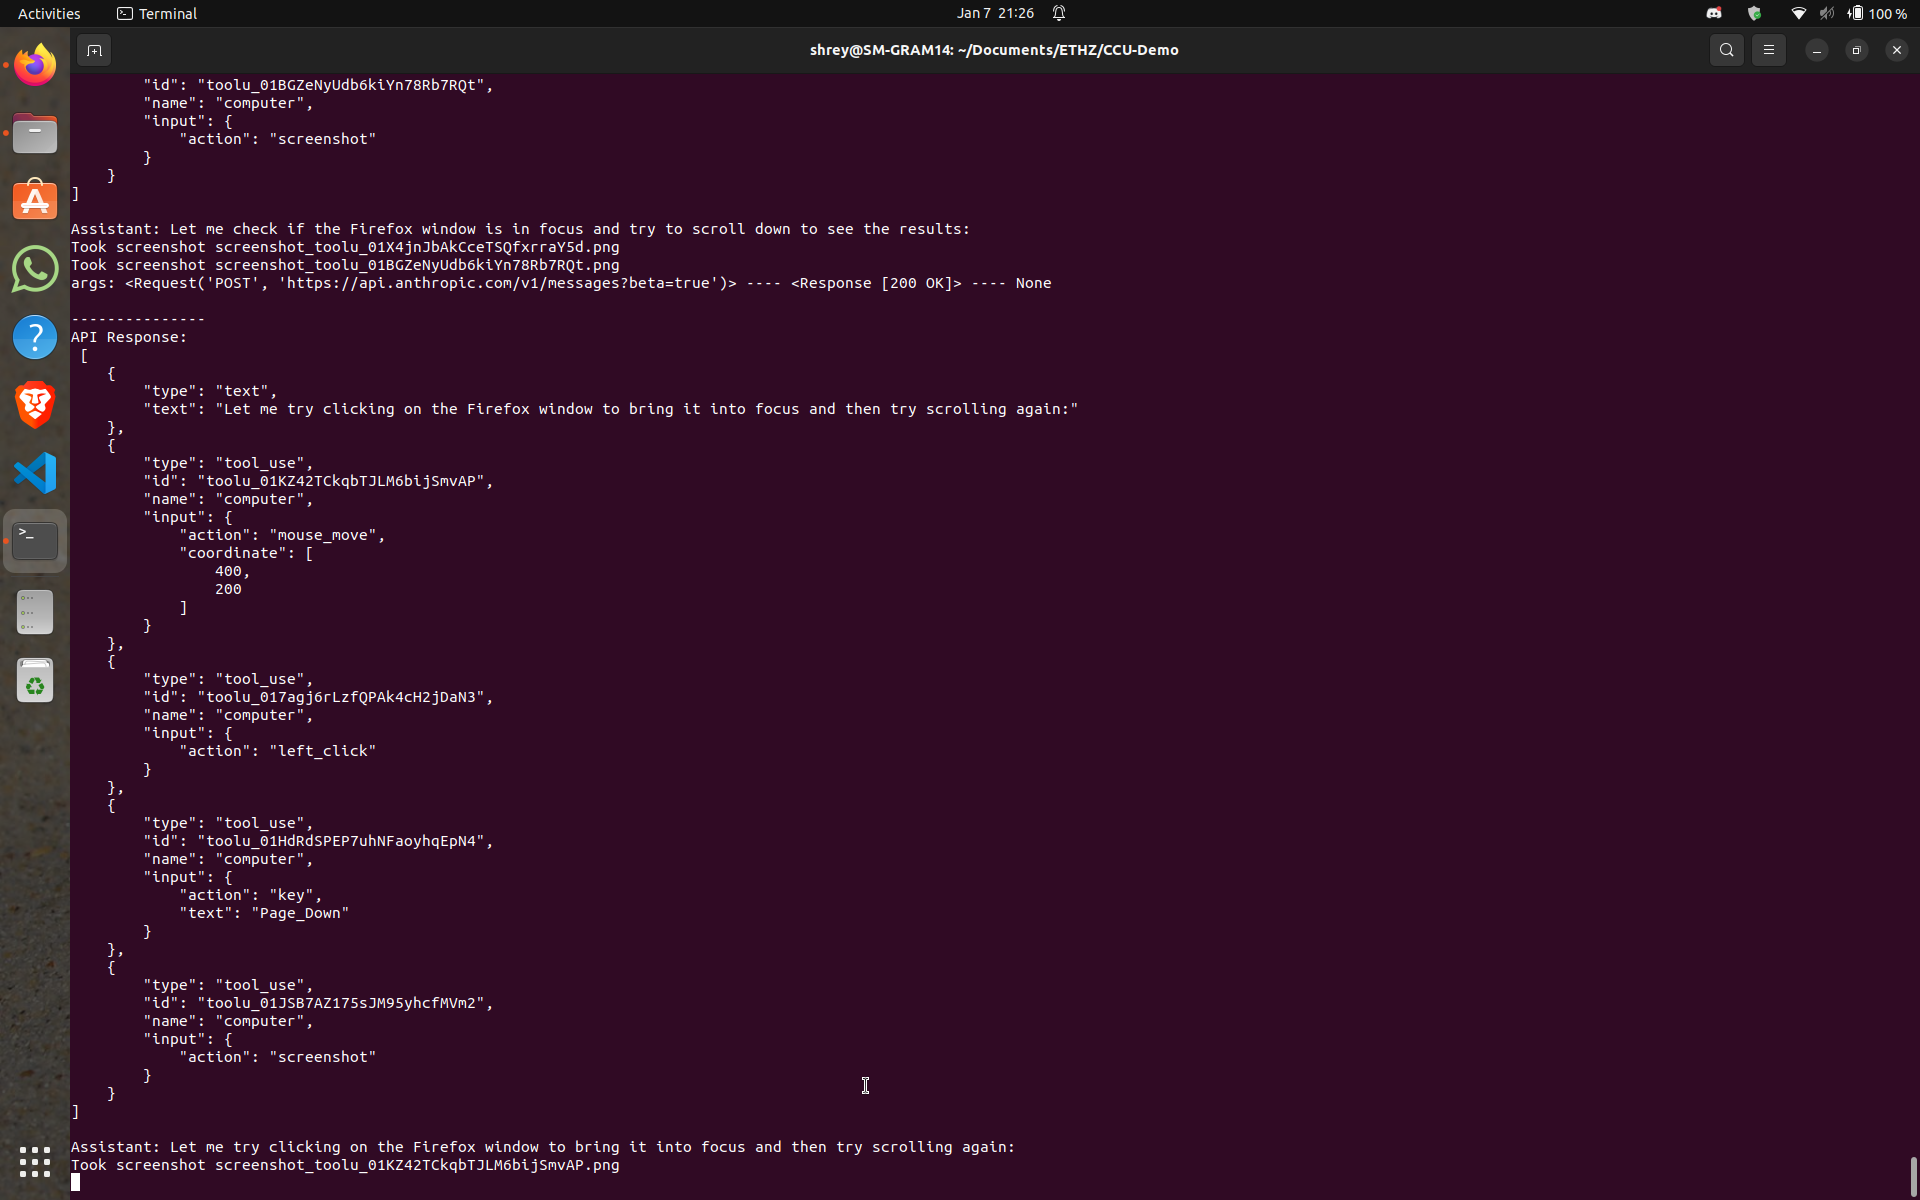 Activities
Terminal
Jan 7 21:26
100 %
shrey@SM-GRAM14: ~/Documents/ETHZ/CCU-Demo
"id": "toolu_01BGZeNyUdb6kiYn78Rb7RQt",
"name": "computer",
"input": {
"action": "screenshot"
}
}
]
Assistant: Let me check if the Firefox window is in focus and try to scroll down to see the results:
Took screenshot screenshot_toolu_01X4jnJbAkCceTSQfxrraY5d.png
Took screenshot screenshot_toolu_01BGZeNyUdb6kiYn78Rb7RQt.png
args: <Request('POST', 'https://api.anthropic.com/v1/messages?beta=true')> ---- <Response [200 OK]> ---- None
---------------
API Response:
[
{
"type": "text",
"text": "Let me try clicking on the Firefox window to bring it into focus and then try scrolling again:"
},
{
"type": "tool_use",
"id": "toolu_01KZ42TCkqbTJLM6bijSmvAP",
"name": "computer",
"input": {
"action": "mouse_move",
"coordinate": [
400,
200
]
}
},
{
"type": "tool_use",
"id": "toolu_017agj6rLzfQPAk4cH2jDaN3",
"name": "computer",
"input": {
"action": "left_click"
}
},
{
"type": "tool_use",
"id": "toolu_01HdRdSPEP7uhNFaoyhqEpN4",
"name": "computer",
"input": {
"action": "key",
"text": "Page_Down"
}
},
{
"type": "tool_use",
"id": "toolu_01JSB7AZ175sJM95yhcfMVm2",
"name": "computer",
"input": {
"action": "screenshot"
}
}
]
Assistant: Let me try clicking on the Firefox window to bring it into focus and then try scrolling again:
Took screenshot screenshot_toolu_01KZ42TCkqbTJLM6bijSmvAP.png